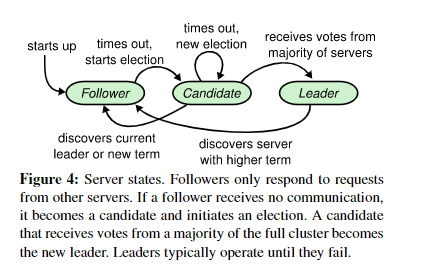 starts up
times out,
starts election
times out,
new election
receives votes from
majority of servers
Follower
Candidate
Leader
discovers current
leader or new term
discovers server
with higher term
Figure 4: Server states. Followers only respond to requests
from other servers. If a follower receives no communication,
it becomes a candidate and initiates an election. A candidate
that receives votes from a majority of the full cluster becomes
the new leader. Leaders typically operate until they fail.